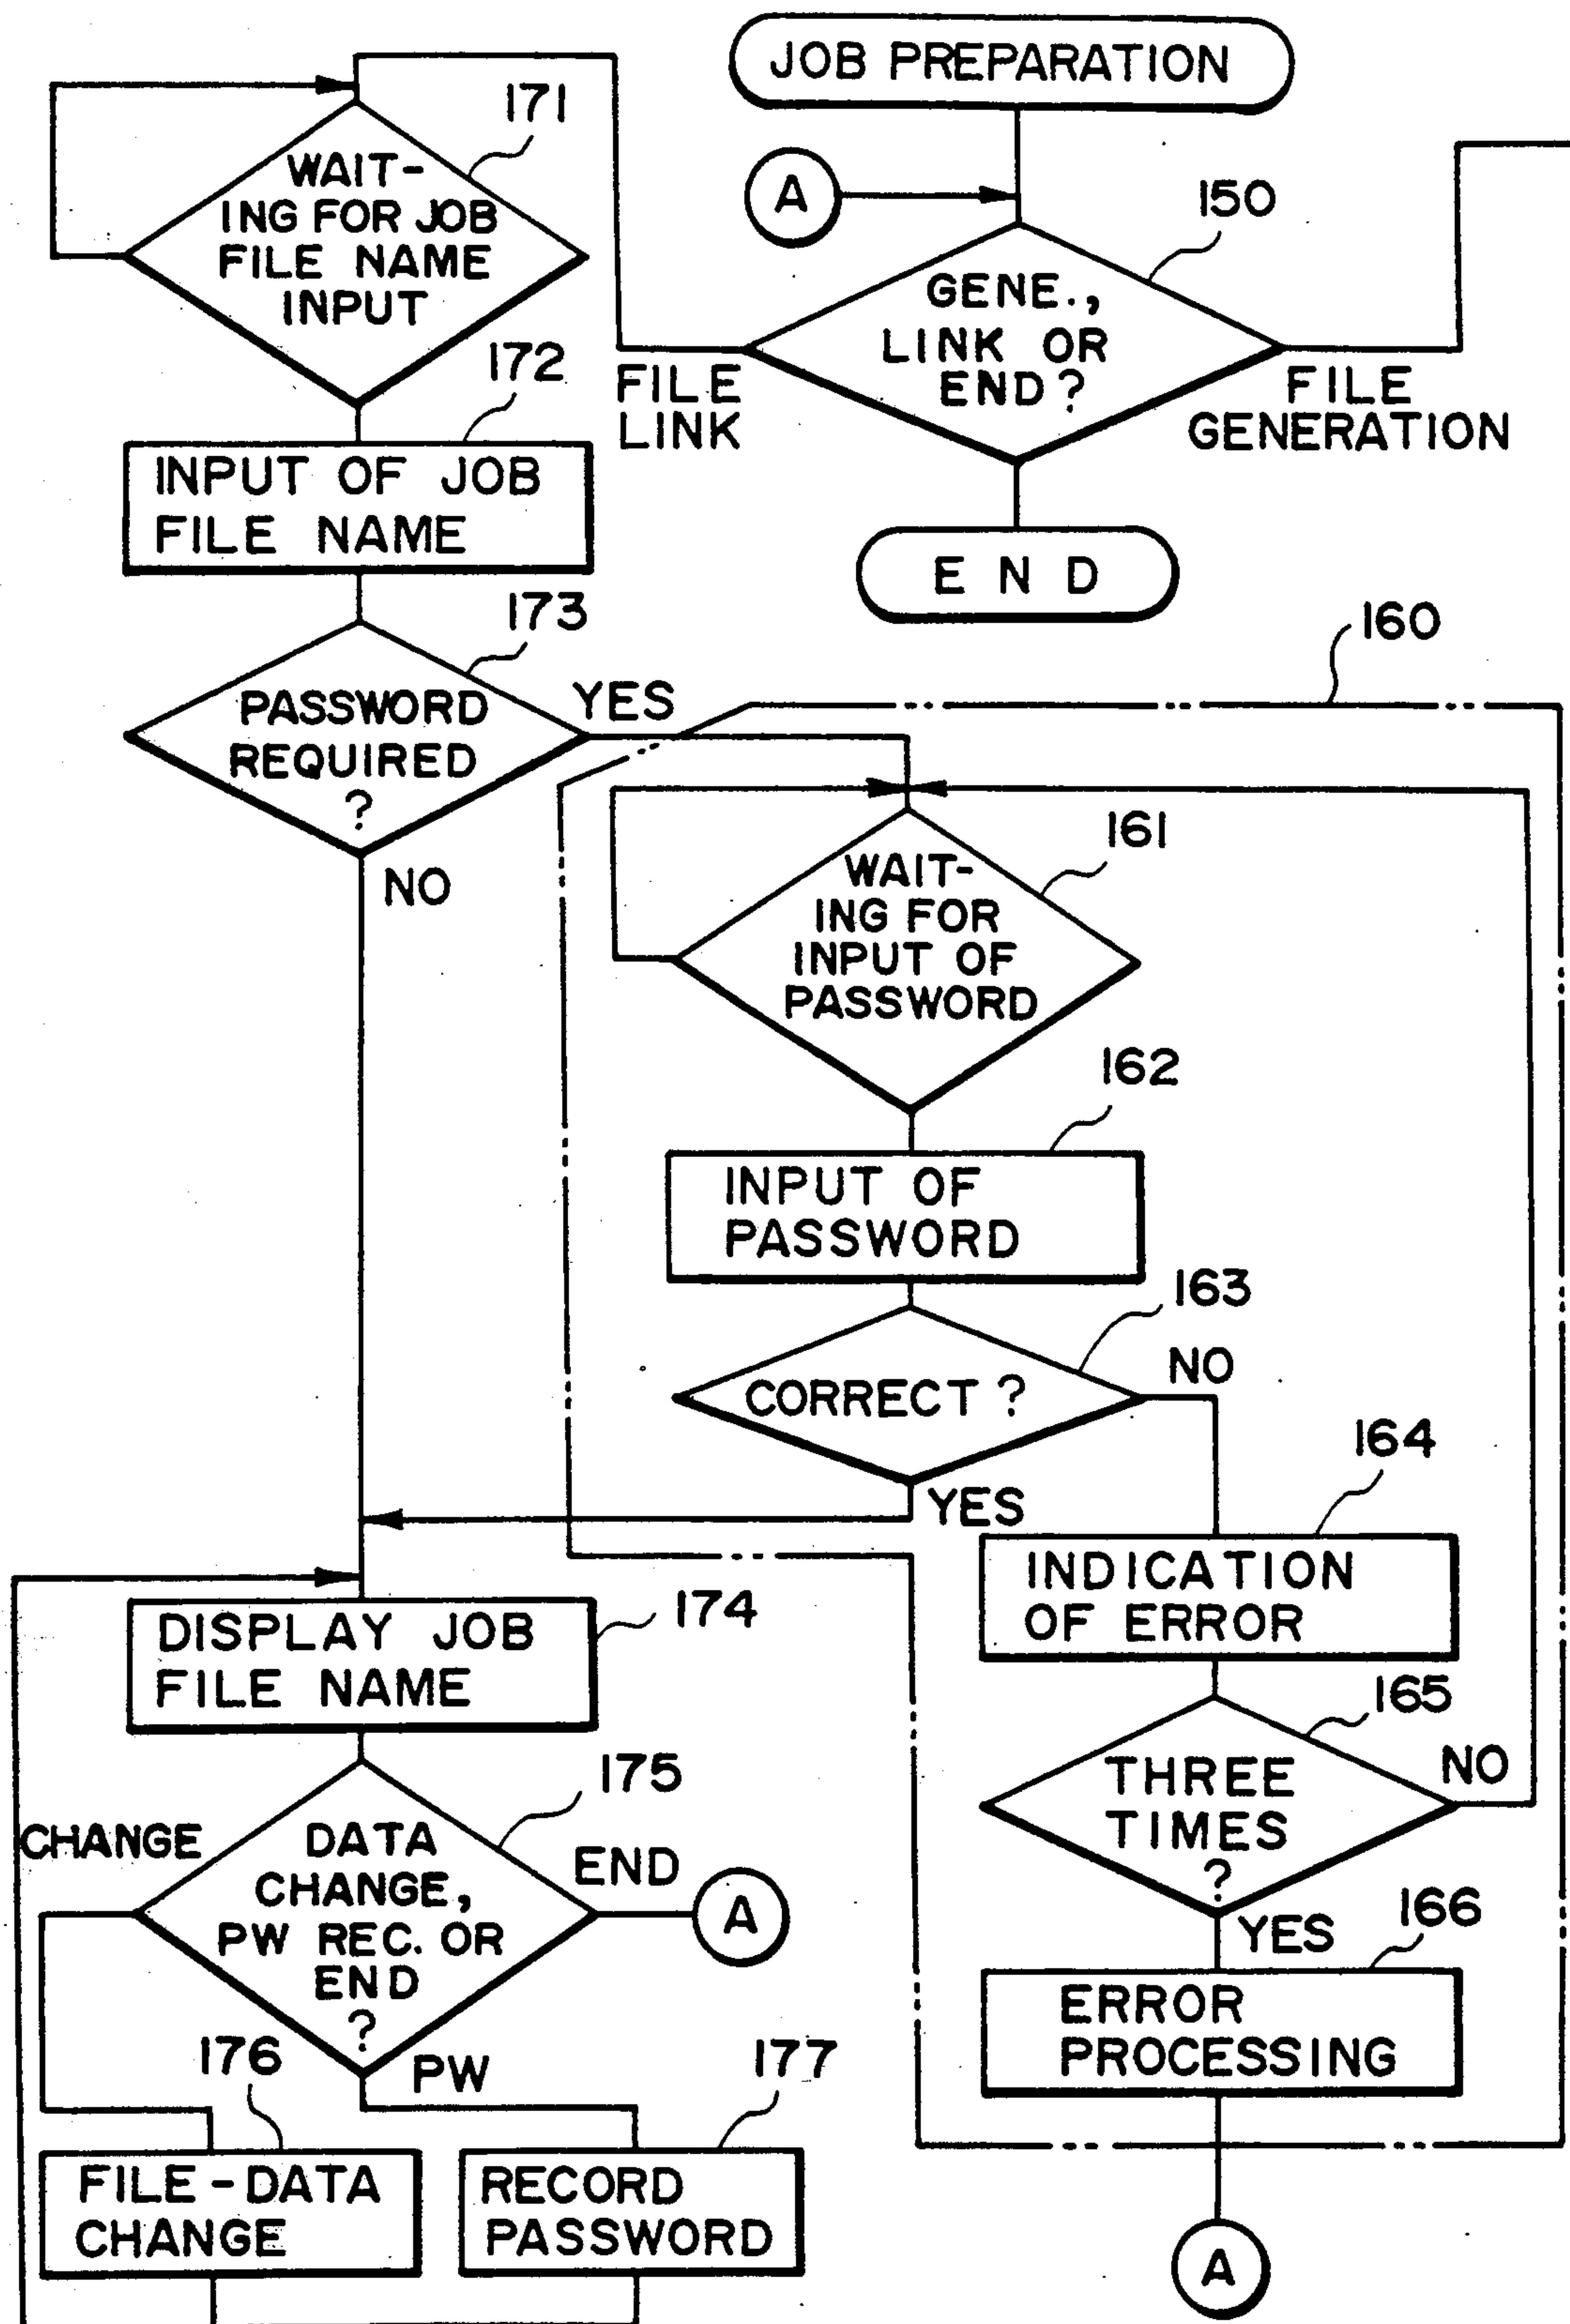 JOB PREPARATION
A
150
GENE.,
LINK OR
END?
FILE
LINK
FILE
GENERATION
E N D
171
WAIT-
ING FOR JOB
FILE NAME
INPUT
172
INPUT OF JOB
FILE NAME
173
PASSWORD
REQUIRED
?
YES
NO
160
161
WAIT-
ING FOR
INPUT OF
PASSWORD
162
INPUT OF
PASSWORD
163
CORRECT ?
NO
YES
164
INDICATION
OF ERROR
165
THREE
TIMES
?
NO
YES
166
ERROR
PROCESSING
A
174
DISPLAY JOB
FILE NAME
175
DATA
CHANGE,
PW REC. OR
END
?
CHANGE
END
A
PW
176
FILE-DATA
CHANGE
177
RECORD
PASSWORD